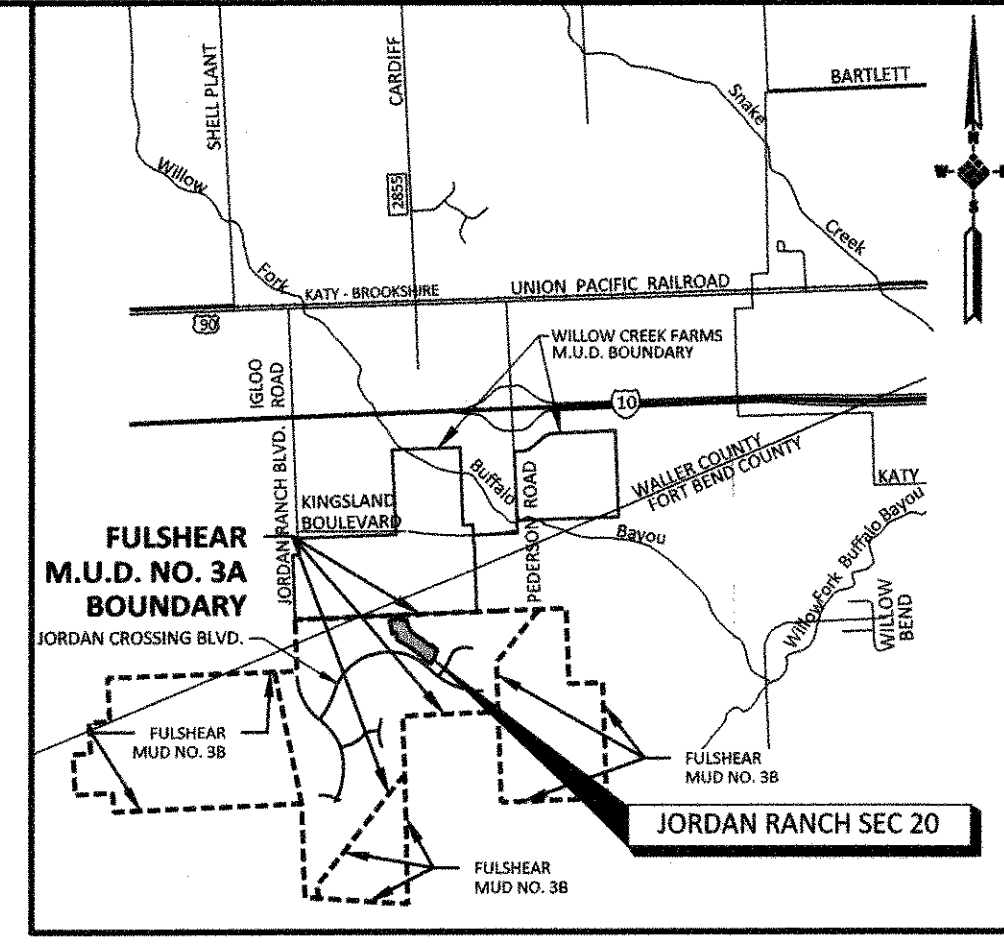 SHELL PLANT
CARDIFF
BARTLETT
Snake
Creek
Willow
Fork
2855
N
W
S
KATY - BROOKSHIRE
UNION PACIFIC RAILROAD
90
WILLOW CREEK FARMS
M.U.D. BOUNDARY
IGLOO
ROAD
10
JORDAN RANCH BLVD.
KINGSLAND
BOULEVARD
Buffalo
Bayou
PEDERSON ROAD
WALLER COUNTY
FORT BEND COUNTY
KATY
Willow Fork Buffalo Bayou
WILLOW
BEND
FULSHEAR
M.U.D. NO. 3A
BOUNDARY
JORDAN CROSSING BLVD.
FULSHEAR
MUD NO. 3B
FULSHEAR
MUD NO. 3B
JORDAN RANCH SEC 20
FULSHEAR
MUD NO. 3B